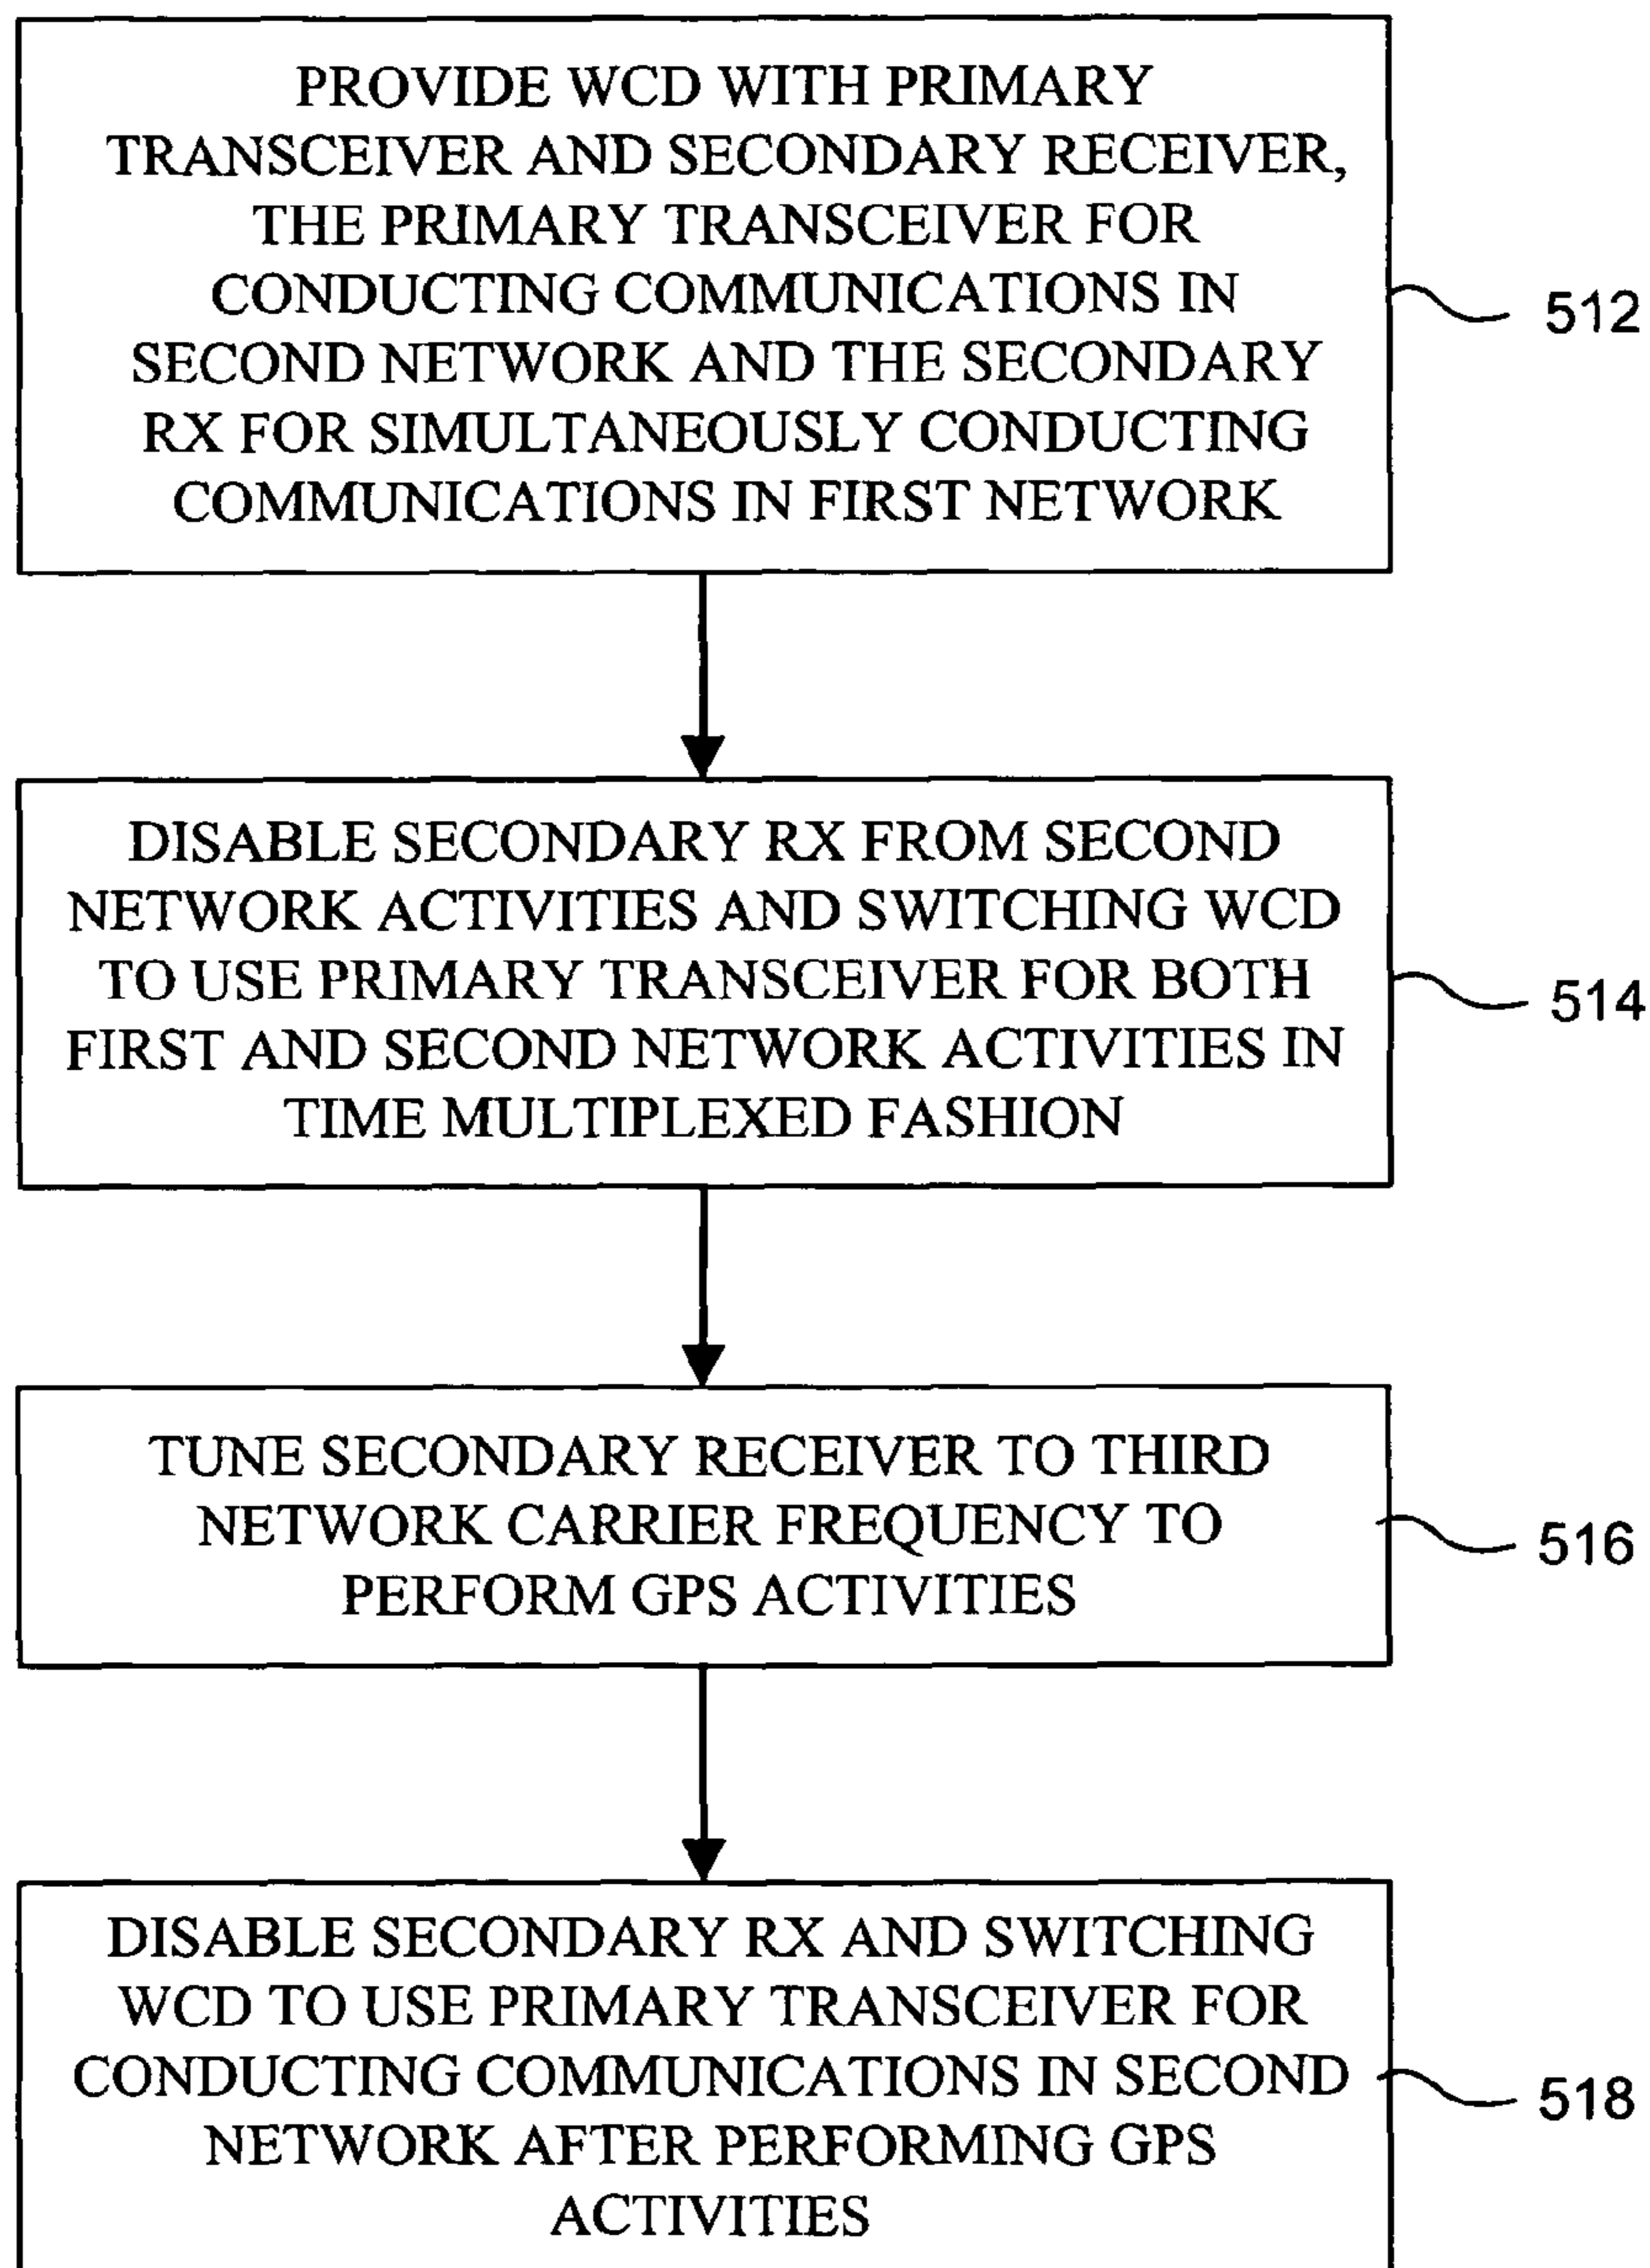 PROVIDE WCD WITH PRIMARY
TRANSCEIVER AND SECONDARY RECEIVER,
THE PRIMARY TRANSCEIVER FOR
CONDUCTING COMMUNICATIONS IN
SECOND NETWORK AND THE SECONDARY
RX FOR SIMULTANEOUSLY CONDUCTING
COMMUNICATIONS IN FIRST NETWORK
512
DISABLE SECONDARY RX FROM SECOND
NETWORK ACTIVITIES AND SWITCHING WCD
TO USE PRIMARY TRANSCEIVER FOR BOTH
FIRST AND SECOND NETWORK ACTIVITIES IN
TIME MULTIPLEXED FASHION
514
TUNE SECONDARY RECEIVER TO THIRD
NETWORK CARRIER FREQUENCY TO
PERFORM GPS ACTIVITIES
516
DISABLE SECONDARY RX AND SWITCHING
WCD TO USE PRIMARY TRANSCEIVER FOR
CONDUCTING COMMUNICATIONS IN SECOND
NETWORK AFTER PERFORMING GPS
ACTIVITIES
518